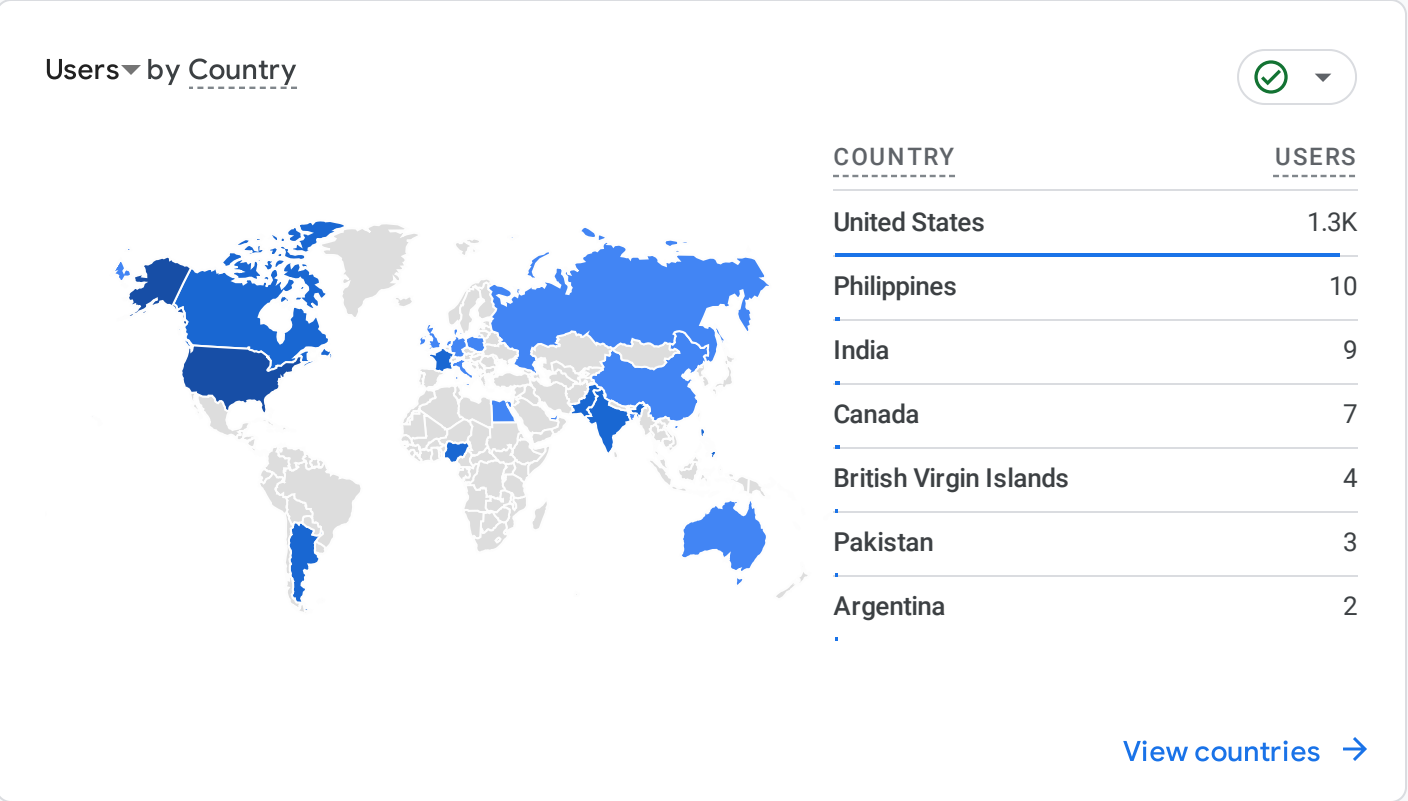 Users by Country
COUNTRY USERS
United States 1.3K
Philippines 10
India 9
Canada 7
British Virgin Islands 4
Pakistan 3
Argentina 2
View countries